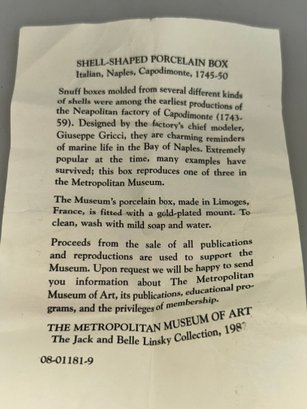 SHELL-SHAPED PORCELAIN BOX
Italian, Naples, Capodimonte, 1745-50
Snuff boxes molded from several different kinds
of shells were among the earliest productions of
the Neapolitan factory of Capodimonte (1743-
59). Designed by the factory's chief modeler,
Giuseppe Gricci, they are charming reminders
of marine life in the Bay of Naples. Extremely
popular at the time, many examples have
survived; this box reproduces one of three in
the Metropolitan Museum.
The Museum's porcelain box, made in Limoges,
France, is fitted with a gold-plated mount. To
clean, wash with mild soap and water.
Proceeds from the sale of all publications
and reproductions are used to support the
Museum. Upon request we will be happy to send
you information about The Metropolitan
Museum of Art, its publications, educational pro-
grams, and the privileges of membership.
THE METROPOLITAN MUSEUM OF ART
The Jack and Belle Linsky Collection, 1982
08-01181-9